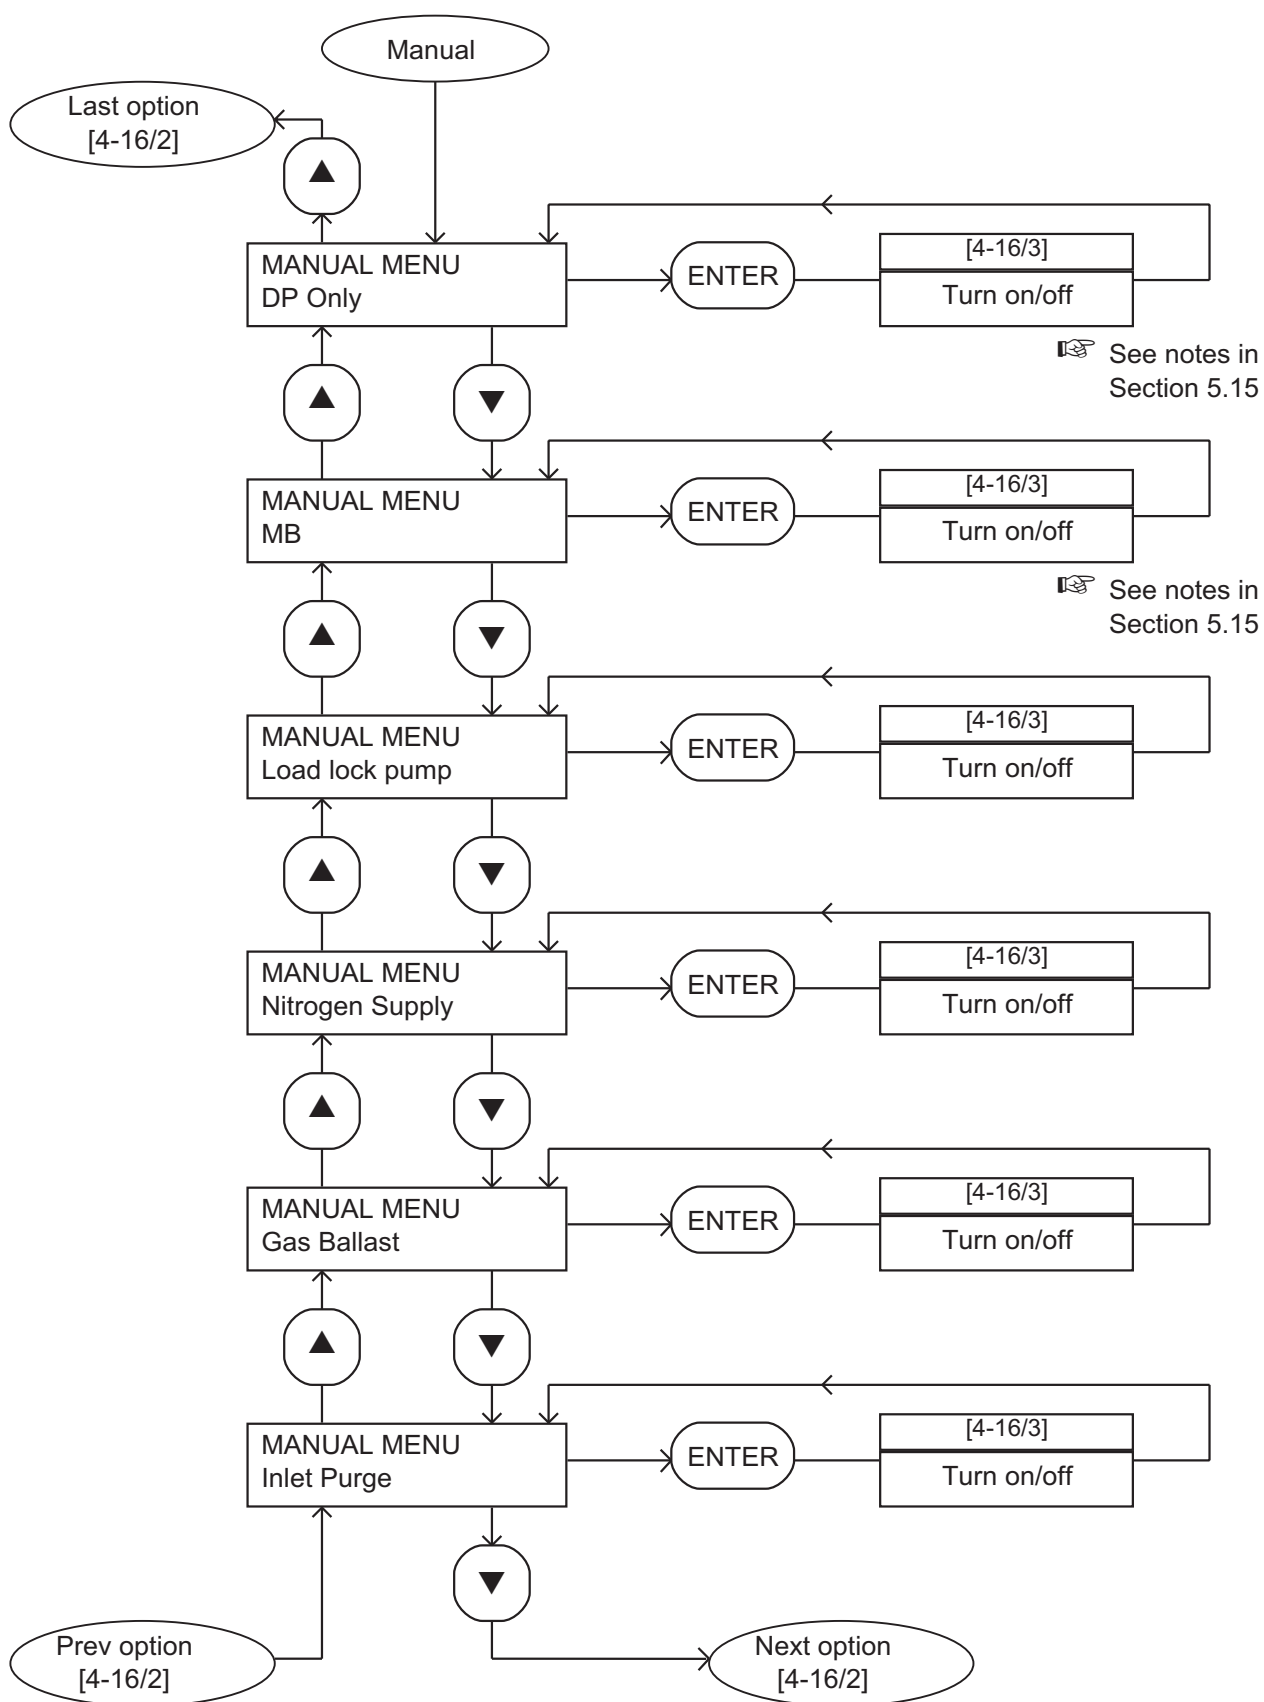 Manual
Last option
[4-16/2]
MANUAL MENU
DP Only
ENTER
[4-16/3]
Turn on/off
See notes in
Section 5.15
MANUAL MENU
MB
ENTER
[4-16/3]
Turn on/off
See notes in
Section 5.15
MANUAL MENU
Load lock pump
ENTER
[4-16/3]
Turn on/off
MANUAL MENU
Nitrogen Supply
ENTER
[4-16/3]
Turn on/off
MANUAL MENU
Gas Ballast
ENTER
[4-16/3]
Turn on/off
MANUAL MENU
Inlet Purge
ENTER
[4-16/3]
Turn on/off
Prev option
[4-16/2]
Next option
[4-16/2]